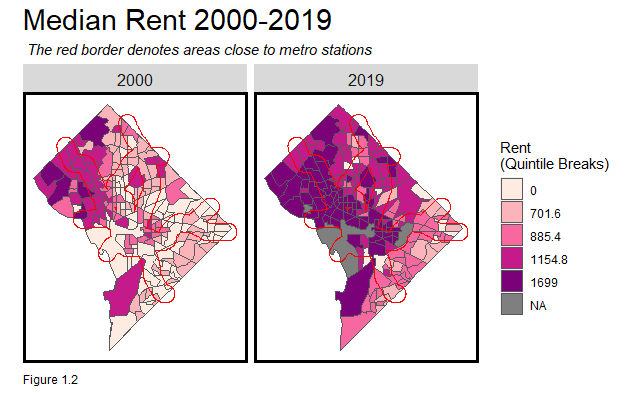 Median Rent 2000-2019
The red border denotes areas close to metro stations
2000
2019
Rent
(Quintile Breaks)
0
701.6
885.4
1154.8
1699
NA
Figure 1.2